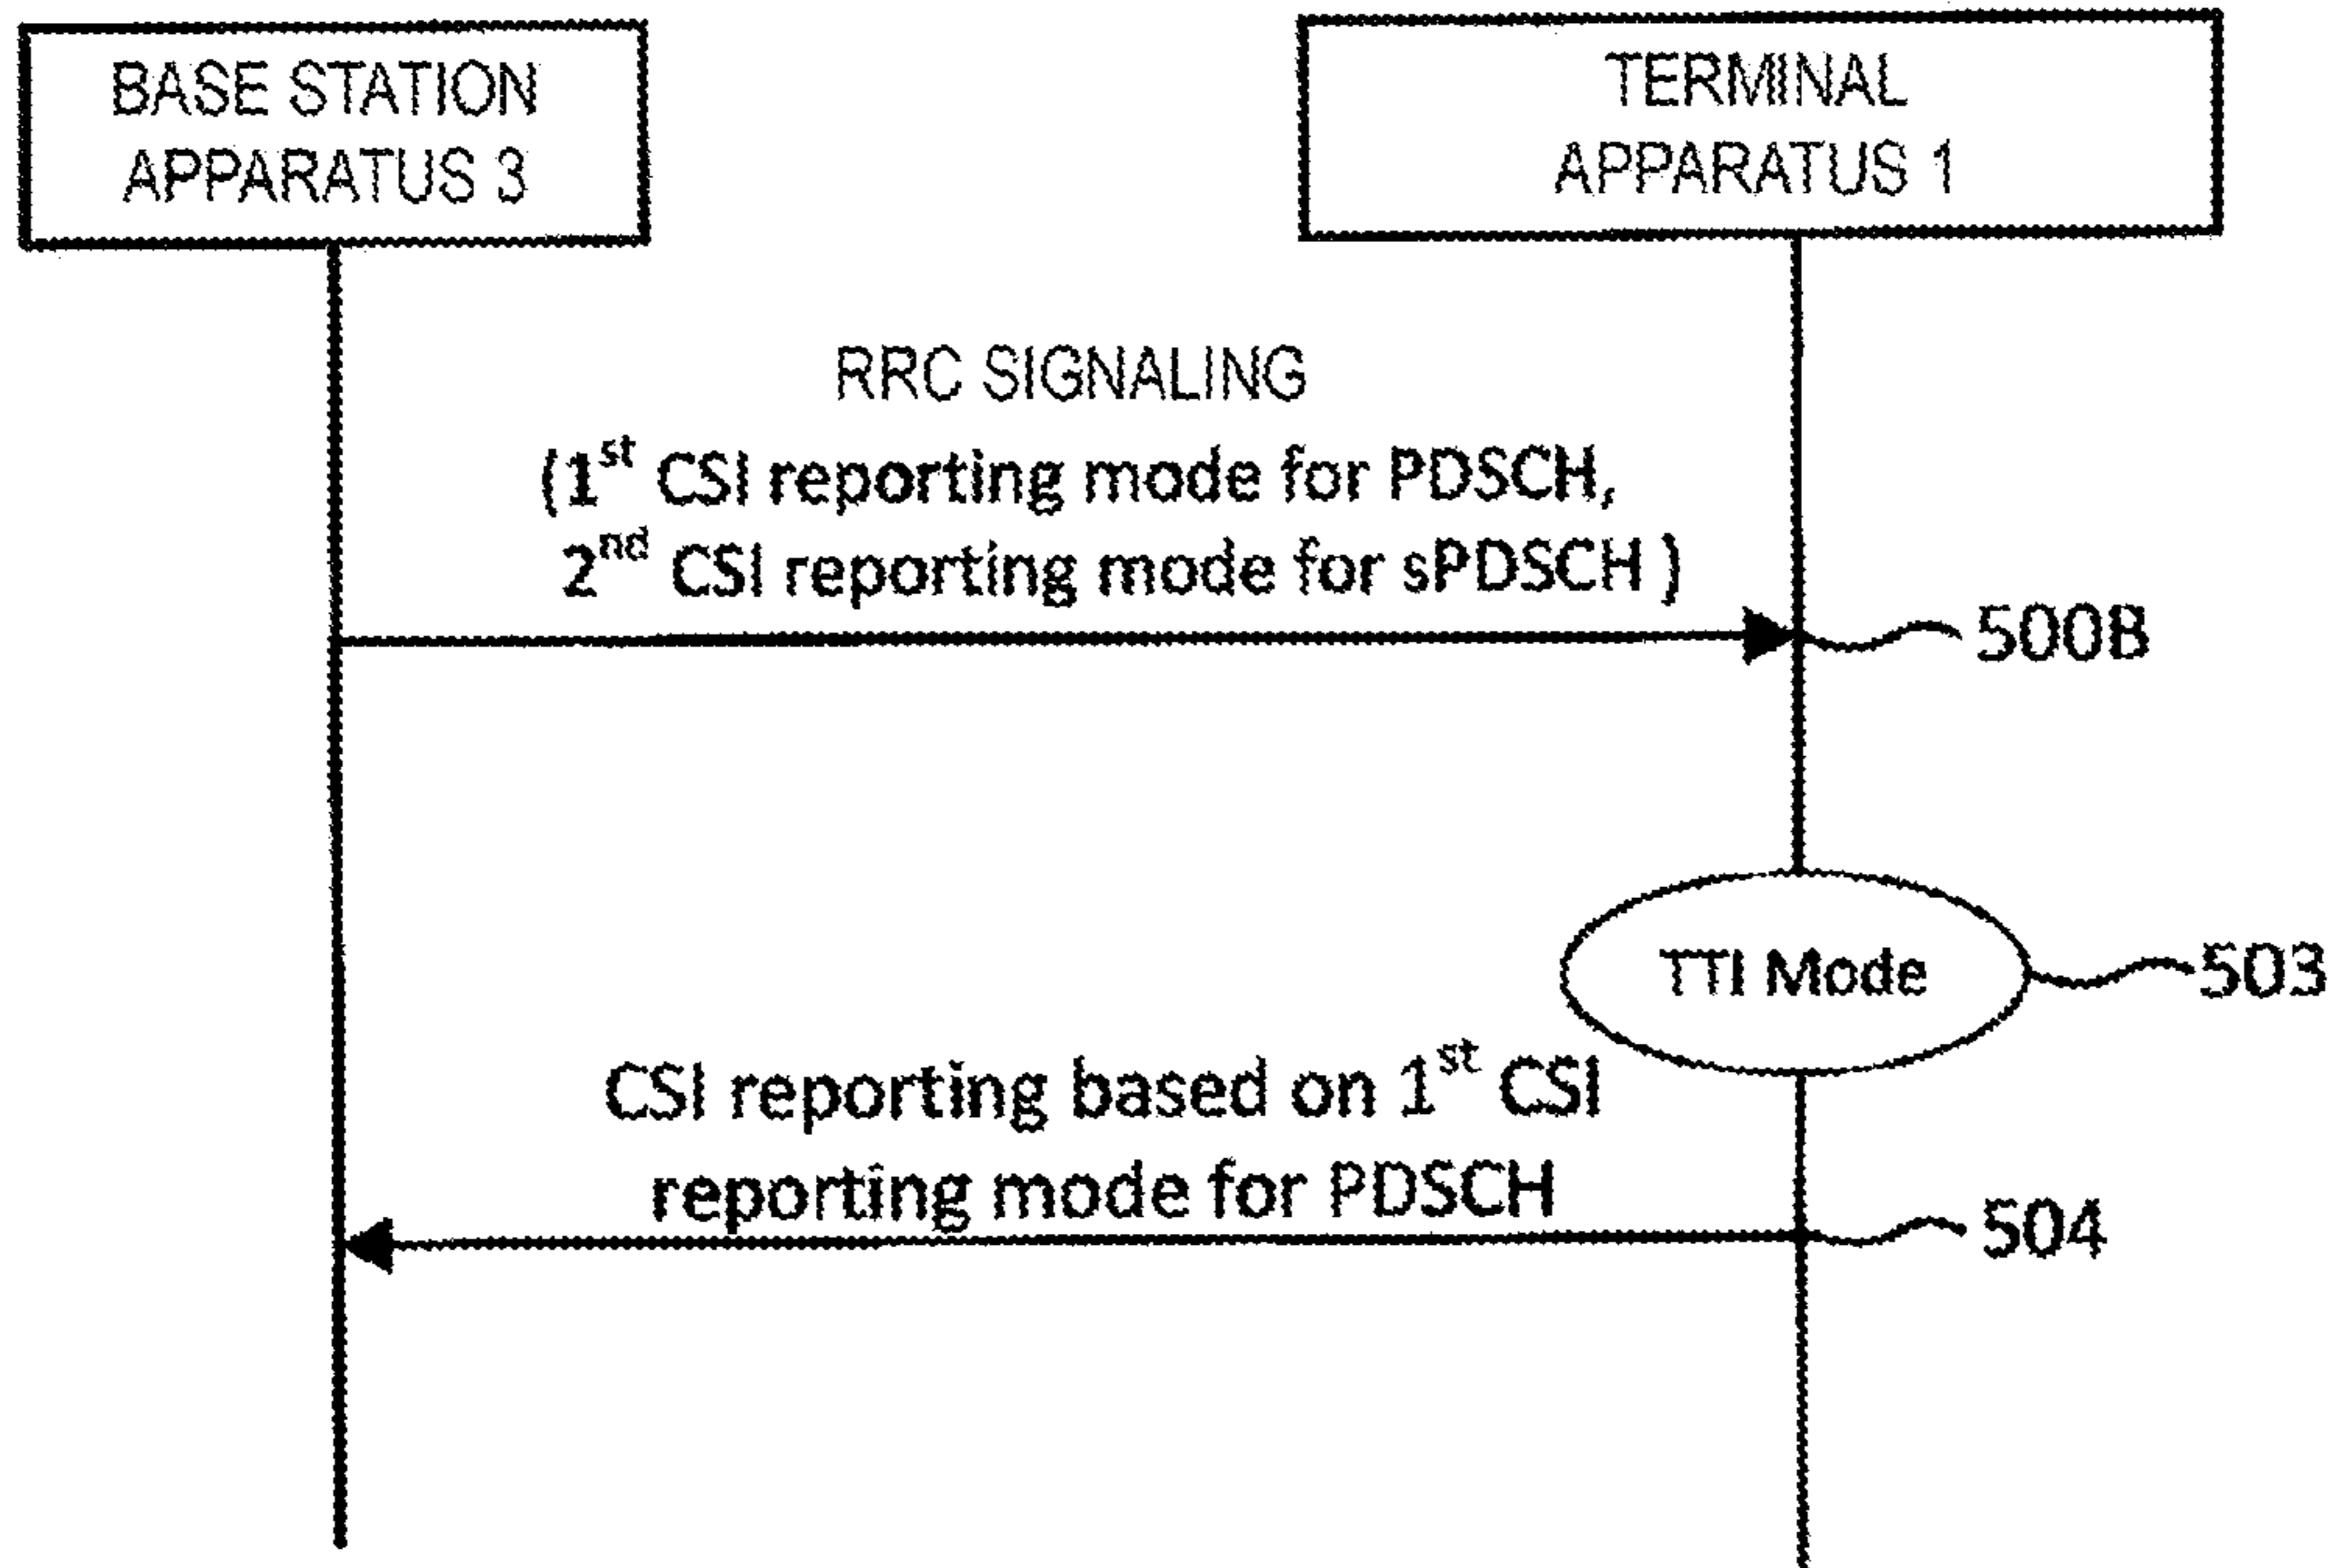 BASE STATION
APPARATUS 3
TERMINAL
APPARATUS 1
RRC SIGNALING
(1st CSI reporting mode for PDSCH,
2nd CSI reporting mode for sPDSCH )
500B
TTI Mode
503
CSI reporting based on 1st CSI
reporting mode for PDSCH
504